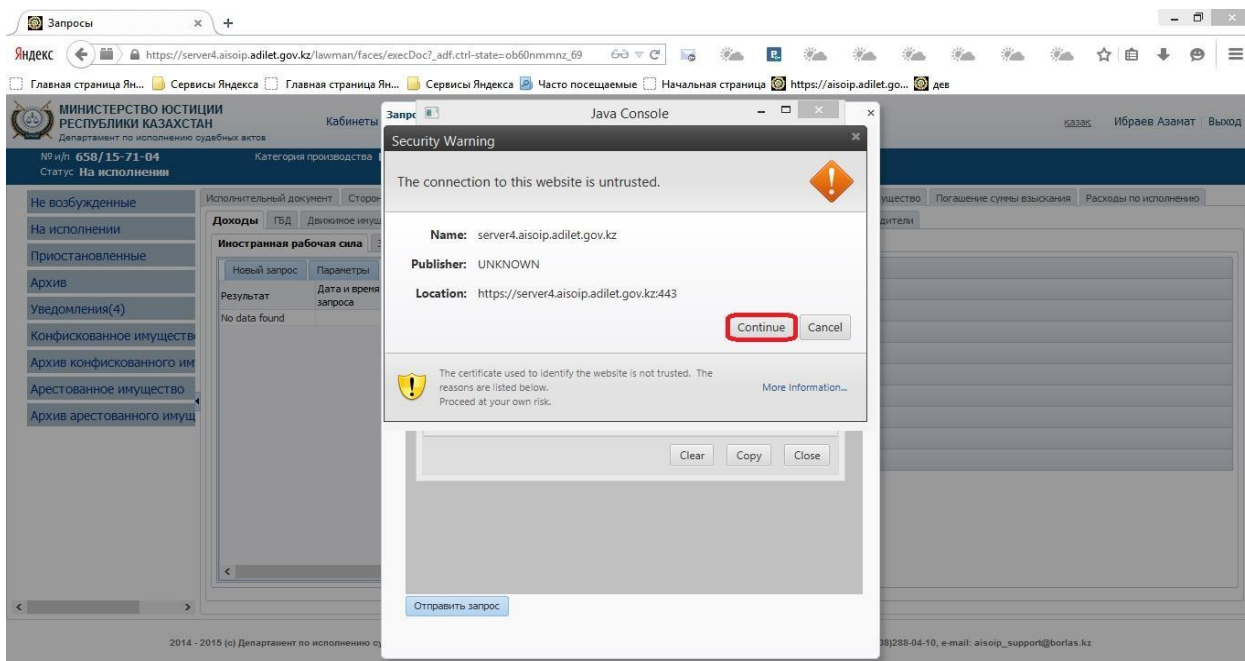 Запросы
ЯНДЕКС
https://server4.aisoip.adilet.gov.kz/lawman/faces/execDoc?_adf.ctrl-state=ob60nmmnz_69
Главная страница Ян... Сервисы Яндекса Главная страница Ян... Сервисы Яндекса Часто посещаемые Начальная страница https://aisoip.adilet.go... дев
МИНИСТЕРСТВО ЮСТИЦИИ
РЕСПУБЛИКИ КАЗАХСТАН
Департамент по исполнению судебных актов
Кабинеты
қазақ Ибраев Азамат Выход
№ и/п 658/15-71-04
Категория производства
Статус На исполнении
Не возбужденные
На исполнении
Приостановленные
Архив
Уведомления(4)
Конфискованное имуществ
Архив конфискованного им
Арестованное имущество
Архив арестованного имущ
Исполнительный документ Сторон
ущество Погашение суммы взыскания Расходы по исполнению
Доходы ГБД Движимое имущ
дители
Иностранная рабочая сила
Новый запрос Параметры
Результат
Дата и время
запроса
No data found
Запро
Java Console
Security Warning
The connection to this website is untrusted.
Name: server4.aisoip.adilet.gov.kz
Publisher: UNKNOWN
Location: https://server4.aisoip.adilet.gov.kz:443
Continue Cancel
The certificate used to identify the website is not trusted. The
reasons are listed below.
Proceed at your own risk.
More Information...
Clear Copy Close
Отправить запрос
2014 - 2015 (c) Департамент по исполнению су
)288-04-10, e-mail: aisoip_support@borlas.kz